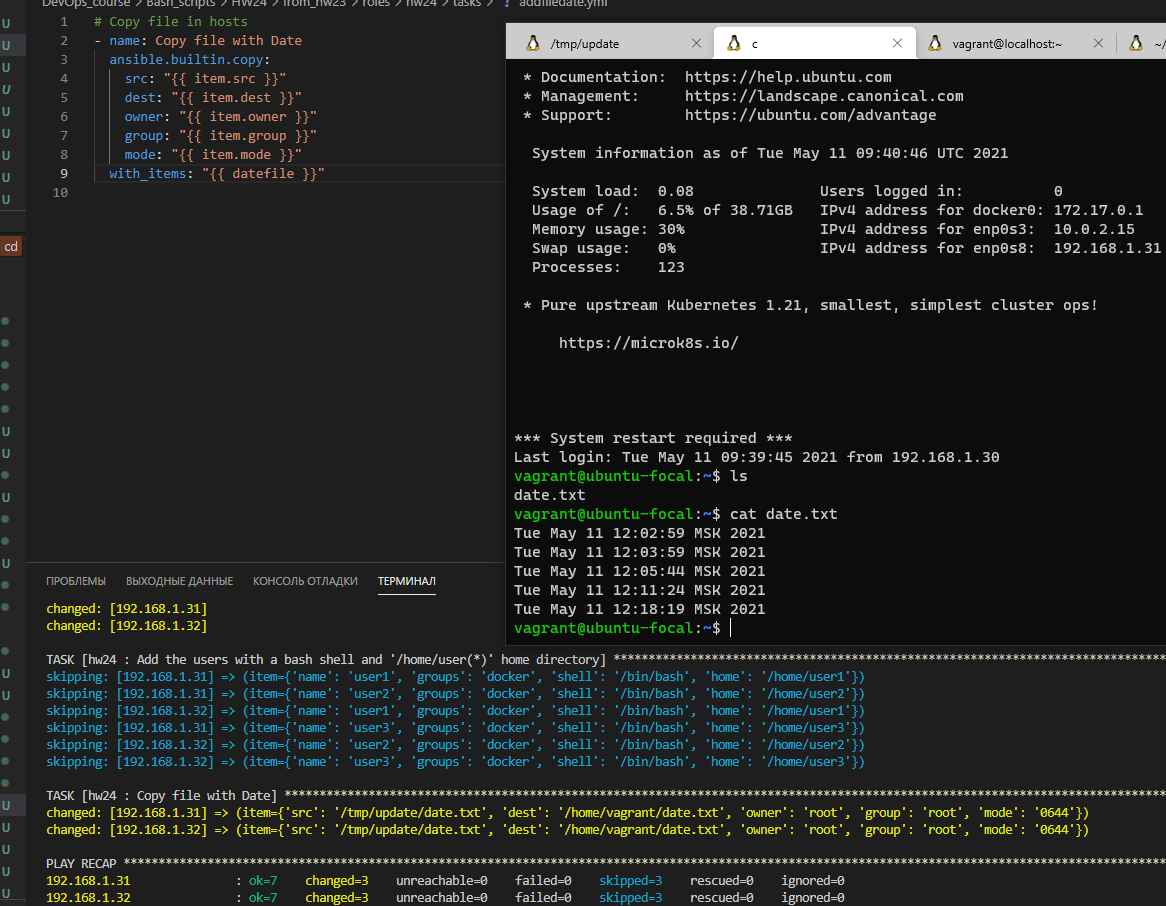 DevOps_course > Bash_scripts > HW24 > from_hw23 > roles > hw24 > tasks > ! addfiledate.yml
1 # Copy file in hosts
2 - name: Copy file with Date
3 ansible.builtin.copy:
4 src: "{{ item.src }}"
5 dest: "{{ item.dest }}"
6 owner: "{{ item.owner }}"
7 group: "{{ item.group }}"
8 mode: "{{ item.mode }}"
9 with_items: "{{ datefile }}"
10
U
U
U
U
U
U
U
U
U
cd
U
U
U
U
U
U
U
U
U
U
U
/tmp/update
c
vagrant@localhost:~
~/
* Documentation: https://help.ubuntu.com
* Management: https://landscape.canonical.com
* Support: https://ubuntu.com/advantage
System information as of Tue May 11 09:40:46 UTC 2021
System load: 0.08 Users logged in: 0
Usage of /: 6.5% of 38.71GB IPv4 address for docker0: 172.17.0.1
Memory usage: 30% IPv4 address for enp0s3: 10.0.2.15
Swap usage: 0% IPv4 address for enp0s8: 192.168.1.31
Processes: 123
* Pure upstream Kubernetes 1.21, smallest, simplest cluster ops!
https://microk8s.io/
*** System restart required ***
Last login: Tue May 11 09:39:45 2021 from 192.168.1.30
vagrant@ubuntu-focal:~$ ls
date.txt
vagrant@ubuntu-focal:~$ cat date.txt
Tue May 11 12:02:59 MSK 2021
Tue May 11 12:03:59 MSK 2021
Tue May 11 12:05:44 MSK 2021
Tue May 11 12:11:24 MSK 2021
Tue May 11 12:18:19 MSK 2021
vagrant@ubuntu-focal:~$
ПРОБЛЕМЫ ВЫХОДНЫЕ ДАННЫЕ КОНСОЛЬ ОТЛАДКИ ТЕРМИНАЛ
changed: [192.168.1.31]
changed: [192.168.1.32]
TASK [hw24 : Add the users with a bash shell and '/home/user(*)' home directory] *******************************************************************************
skipping: [192.168.1.31] => (item={'name': 'user1', 'groups': 'docker', 'shell': '/bin/bash', 'home': '/home/user1'})
skipping: [192.168.1.31] => (item={'name': 'user2', 'groups': 'docker', 'shell': '/bin/bash', 'home': '/home/user2'})
skipping: [192.168.1.32] => (item={'name': 'user1', 'groups': 'docker', 'shell': '/bin/bash', 'home': '/home/user1'})
skipping: [192.168.1.31] => (item={'name': 'user3', 'groups': 'docker', 'shell': '/bin/bash', 'home': '/home/user3'})
skipping: [192.168.1.32] => (item={'name': 'user2', 'groups': 'docker', 'shell': '/bin/bash', 'home': '/home/user2'})
skipping: [192.168.1.32] => (item={'name': 'user3', 'groups': 'docker', 'shell': '/bin/bash', 'home': '/home/user3'})
TASK [hw24 : Copy file with Date] ******************************************************************************************************************************
changed: [192.168.1.31] => (item={'src': '/tmp/update/date.txt', 'dest': '/home/vagrant/date.txt', 'owner': 'root', 'group': 'root', 'mode': '0644'})
changed: [192.168.1.32] => (item={'src': '/tmp/update/date.txt', 'dest': '/home/vagrant/date.txt', 'owner': 'root', 'group': 'root', 'mode': '0644'})
PLAY RECAP *****************************************************************************************************************************************************
192.168.1.31 : ok=7 changed=3 unreachable=0 failed=0 skipped=3 rescued=0 ignored=0
192.168.1.32 : ok=7 changed=3 unreachable=0 failed=0 skipped=3 rescued=0 ignored=0